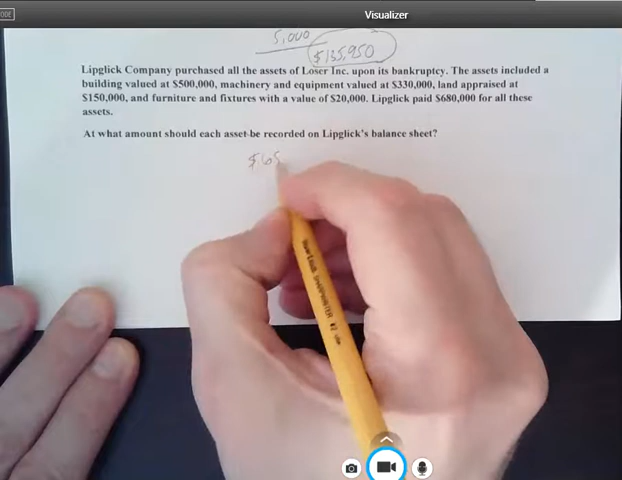 ODE
Visualizer
5,000
$135,950
Lipglick Company purchased all the assets of Loser Inc. upon its bankruptcy. The assets included a
building valued at $500,000, machinery and equipment valued at $330,000, land appraised at
$150,000, and furniture and fixtures with a value of $20,000. Lipglick paid $680,000 for all these
assets.
At what amount should each asset be recorded on Lipglick's balance sheet?